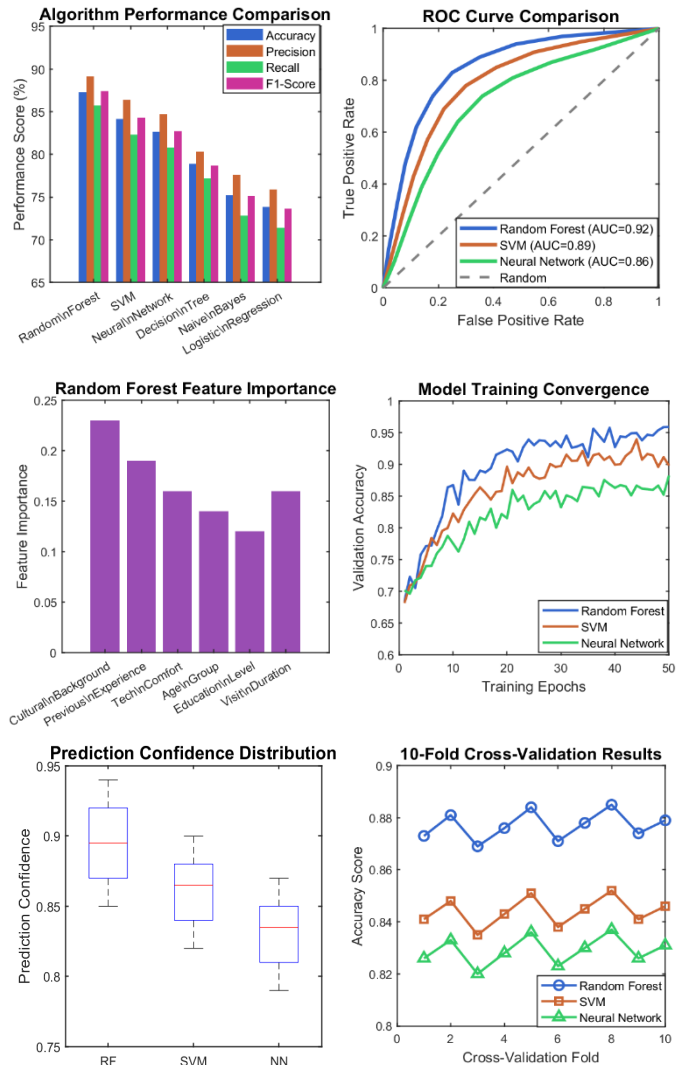 Algorithm Performance Comparison
Performance Score (%)
95
90
85
80
75
70
65
Accuracy
Precision
Recall
F1-Score
Random\nForest
SVM
Neural\nNetwork
Decision\nTree
Naive\nBayes
Logistic\nRegression
ROC Curve Comparison
True Positive Rate
1
0.8
0.6
0.4
0.2
0
Random Forest (AUC=0.92)
SVM (AUC=0.89)
Neural Network (AUC=0.86)
Random
0
0.2
0.4
0.6
0.8
1
False Positive Rate
Random Forest Feature Importance
Feature Importance
0.25
0.2
0.15
0.1
0.05
0
Cultural\nBackground
Previous\nExperience
Tech\nComfort
Age\nGroup
Education\nLevel
Visit\nDuration
Model Training Convergence
Validation Accuracy
1
0.95
0.9
0.85
0.8
0.75
0.7
0.65
0.6
Random Forest
SVM
Neural Network
0
10
20
30
40
50
Training Epochs
Prediction Confidence Distribution
Prediction Confidence
0.95
0.9
0.85
0.8
0.75
RF
SVM
NN
10-Fold Cross-Validation Results
Accuracy Score
0.9
0.88
0.86
0.84
0.82
0.8
Random Forest
SVM
Neural Network
0
2
4
6
8
10
Cross-Validation Fold